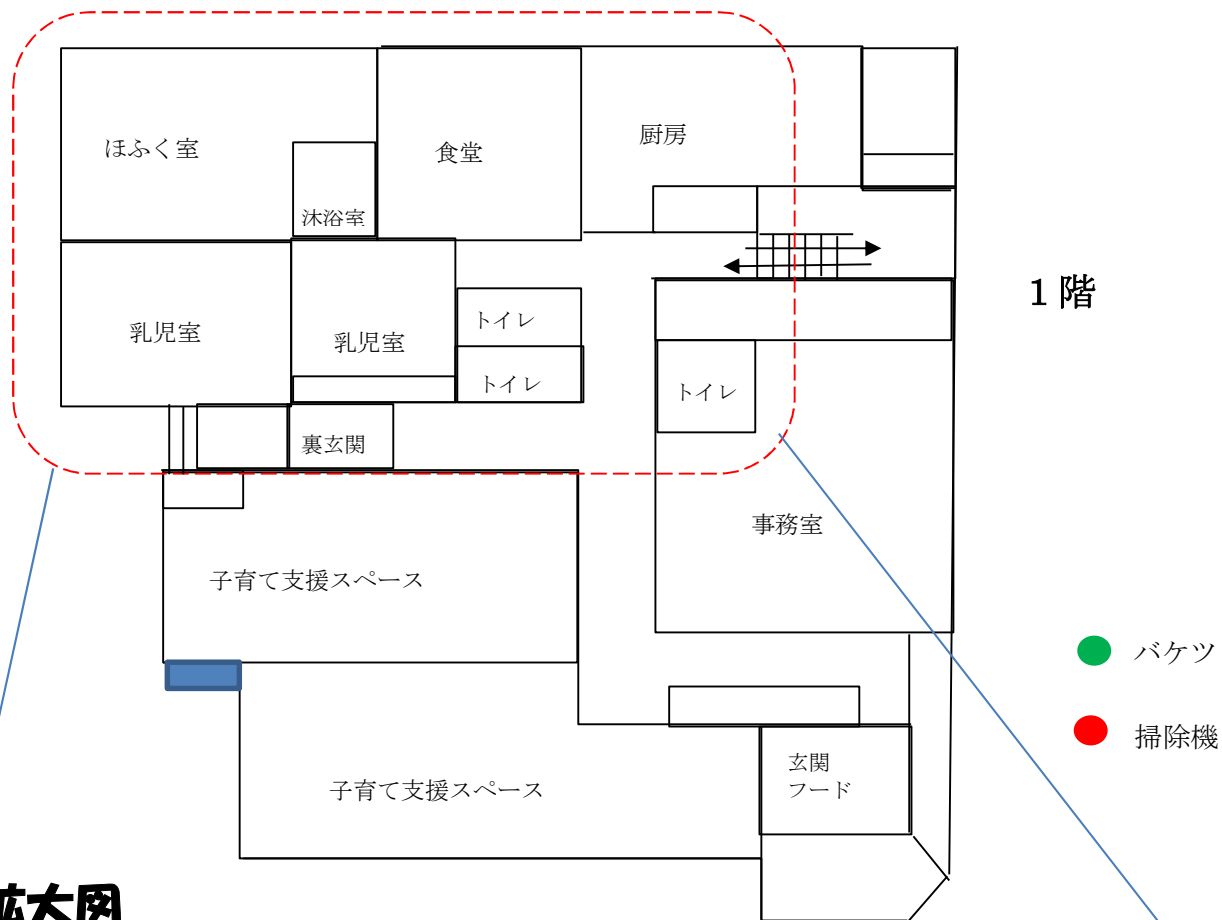 ほふく室
食堂
厨房
沐浴室
乳児室
乳児室
トイレ
トイレ
トイレ
裏玄関
1階
事務室
子育て支援スペース
バケツ
掃除機
子育て支援スペース
玄関
フード
拡大図